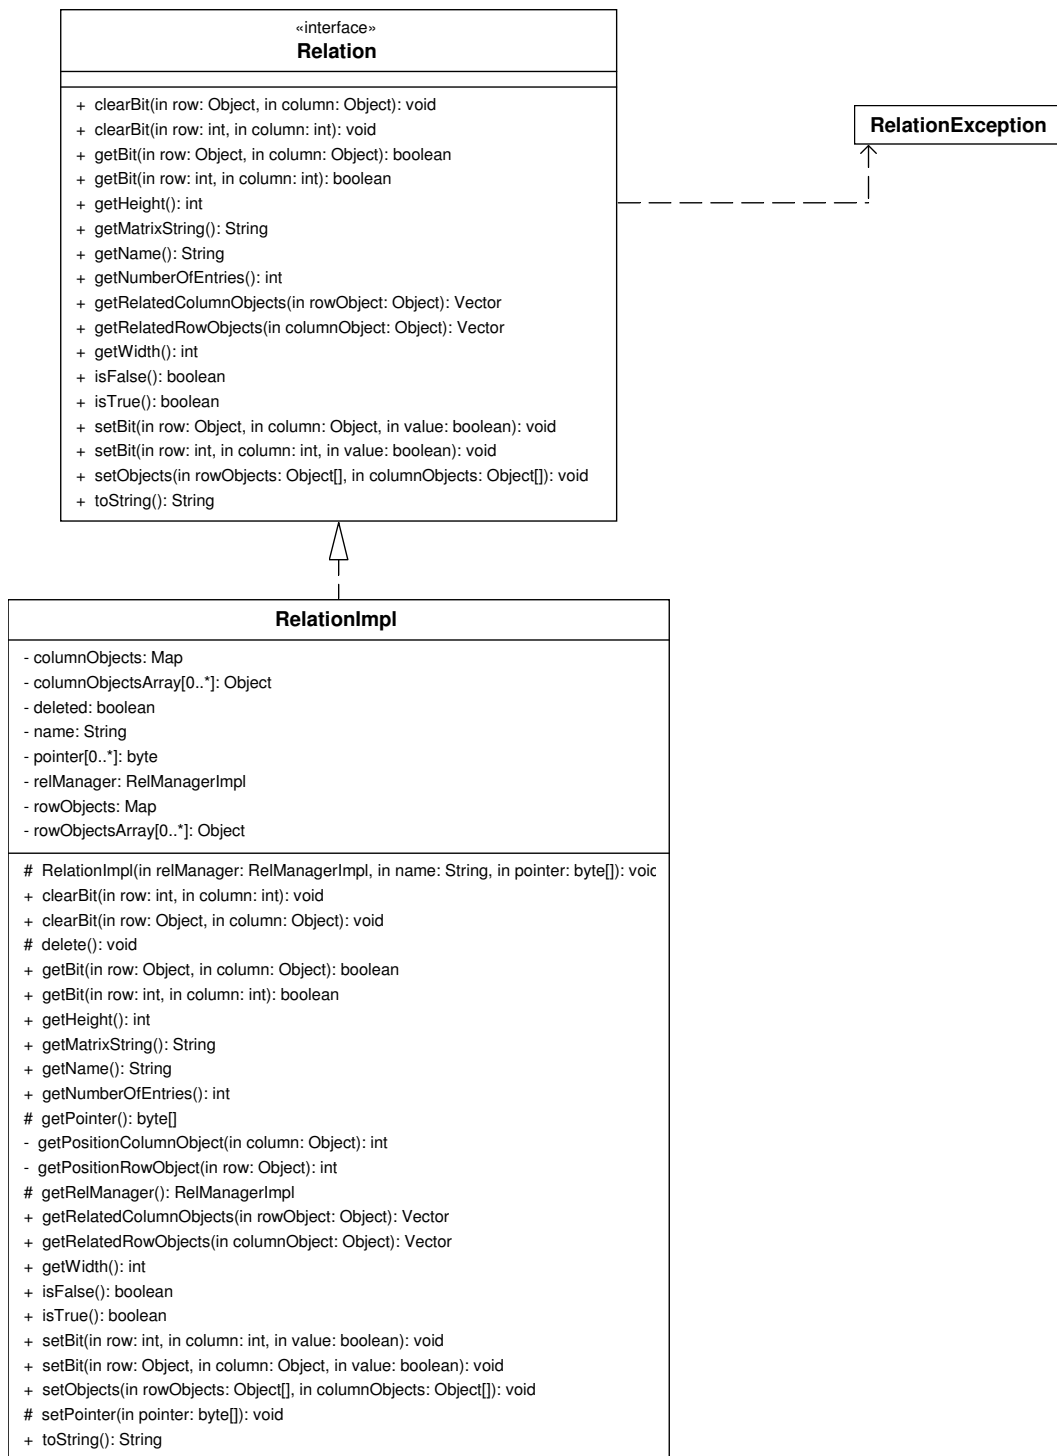 «interface»
Relation
+ clearBit(in row: Object, in column: Object): void
+ clearBit(in row: int, in column: int): void
+ getBit(in row: Object, in column: Object): boolean
+ getBit(in row: int, in column: int): boolean
+ getHeight(): int
+ getMatrixString(): String
+ getName(): String
+ getNumberOfEntries(): int
+ getRelatedColumnObjects(in rowObject: Object): Vector
+ getRelatedRowObjects(in columnObject: Object): Vector
+ getWidth(): int
+ isFalse(): boolean
+ isTrue(): boolean
+ setBit(in row: Object, in column: Object, in value: boolean): void
+ setBit(in row: int, in column: int, in value: boolean): void
+ setObjects(in rowObjects: Object[], in columnObjects: Object[]): void
+ toString(): String
RelationException
RelationImpl
- columnObjects: Map
- columnObjectsArray[0..*]: Object
- deleted: boolean
- name: String
- pointer[0..*]: byte
- relManager: RelManagerImpl
- rowObjects: Map
- rowObjectsArray[0..*]: Object
# RelationImpl(in relManager: RelManagerImpl, in name: String, in pointer: byte[]): void
+ clearBit(in row: int, in column: int): void
+ clearBit(in row: Object, in column: Object): void
# delete(): void
+ getBit(in row: Object, in column: Object): boolean
+ getBit(in row: int, in column: int): boolean
+ getHeight(): int
+ getMatrixString(): String
+ getName(): String
+ getNumberOfEntries(): int
# getPointer(): byte[]
- getPositionColumnObject(in column: Object): int
- getPositionRowObject(in row: Object): int
# getRelManager(): RelManagerImpl
+ getRelatedColumnObjects(in rowObject: Object): Vector
+ getRelatedRowObjects(in columnObject: Object): Vector
+ getWidth(): int
+ isFalse(): boolean
+ isTrue(): boolean
+ setBit(in row: int, in column: int, in value: boolean): void
+ setBit(in row: Object, in column: Object, in value: boolean): void
+ setObjects(in rowObjects: Object[], in columnObjects: Object[]): void
# setPointer(in pointer: byte[]): void
+ toString(): String